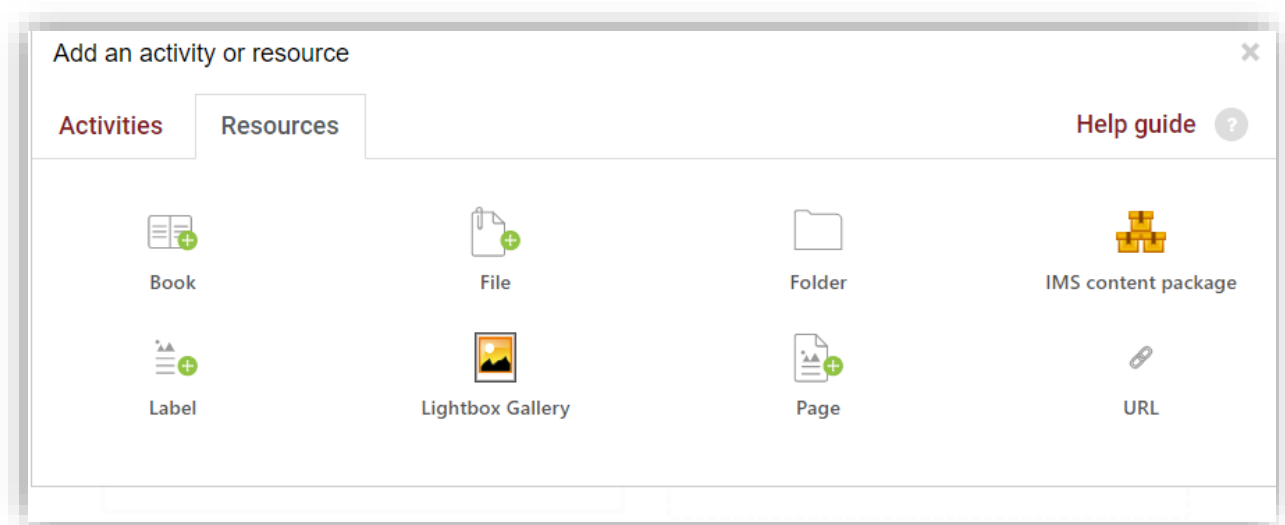 Add an activity or resource
Activities Resources Help guide ?
Book File Folder IMS content package
Label Lightbox Gallery Page URL